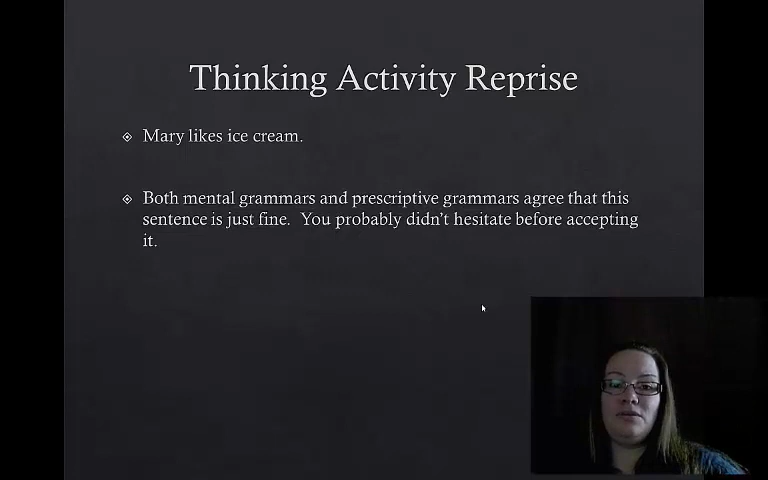 Thinking Activity Reprise
Mary likes ice cream.
Both mental grammars and prescriptive grammars agree that this
sentence is just fine. You probably didn't hesitate before accepting
it.